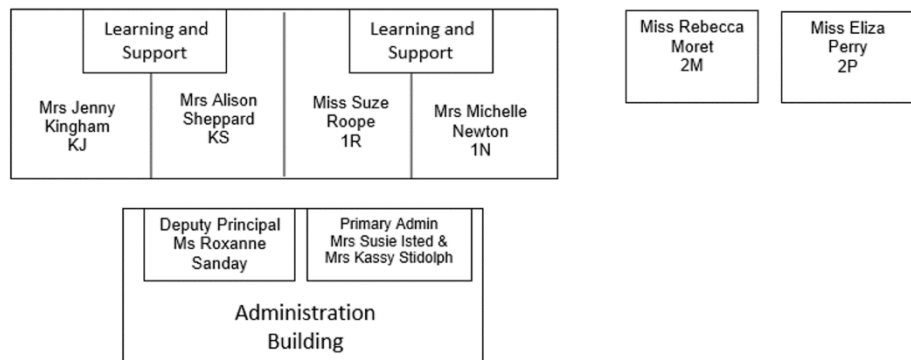 Learning and
Support
Learning and
Support
Mrs Jenny
Kingham
KJ
Mrs Alison
Sheppard
KS
Miss Suze
Roope
1R
Mrs Michelle
Newton
1N
Miss Rebecca
Moret
2M
Miss Eliza
Perry
2P
Deputy Principal
Ms Roxanne
Sanday
Primary Admin
Mrs Susie Isted &
Mrs Kassy Stidolph
Administration
Building